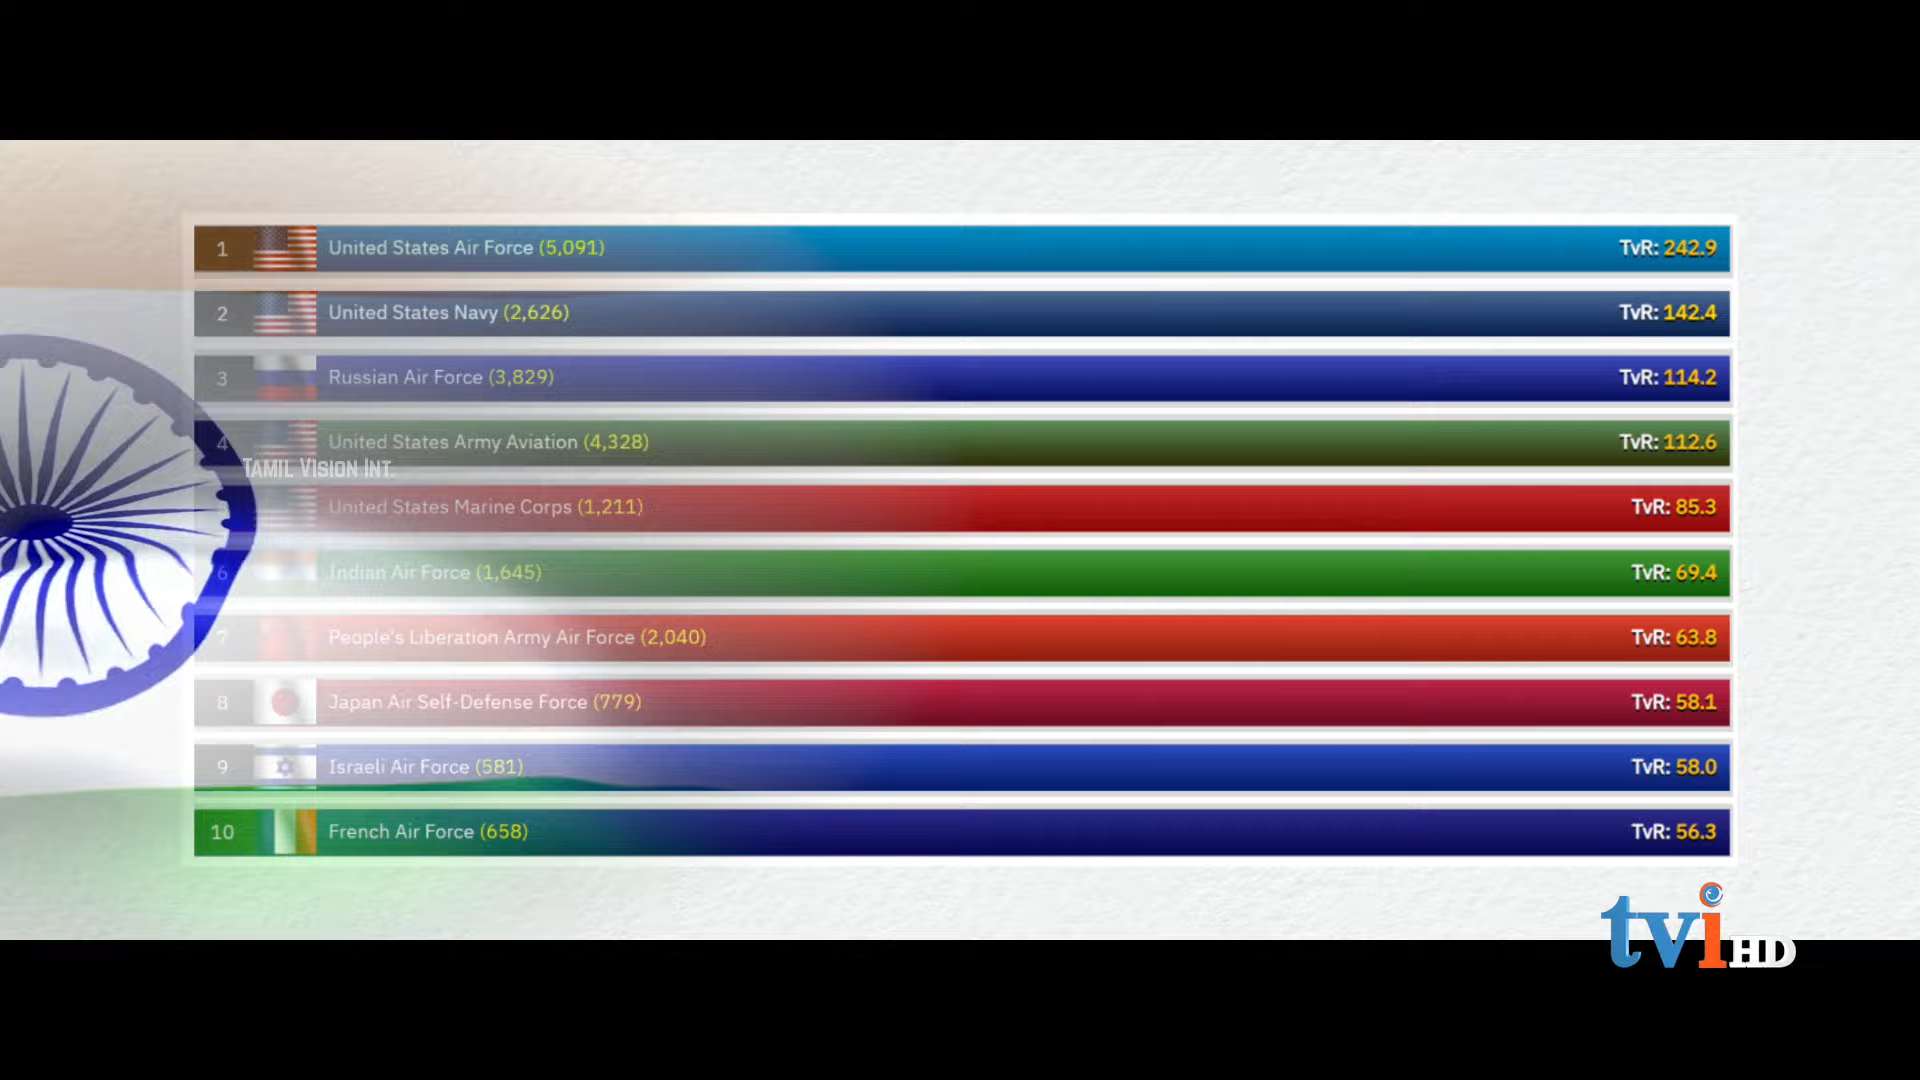 1 United States Air Force (5,091) TvR: 242.9
2 United States Navy (2,626) TvR: 142.4
3 Russian Air Force (3,829) TvR: 114.2
4 United States Army Aviation (4,328) TvR: 112.6
TAMIL VISION INT.
United States Marine Corps (1,211) TvR: 85.3
6 Indian Air Force (1,645) TvR: 69.4
7 People's Liberation Army Air Force (2,040) TvR: 63.8
8 Japan Air Self-Defense Force (779) TvR: 58.1
9 Israeli Air Force (581) TvR: 58.0
10 French Air Force (658) TvR: 56.3
tvi HD